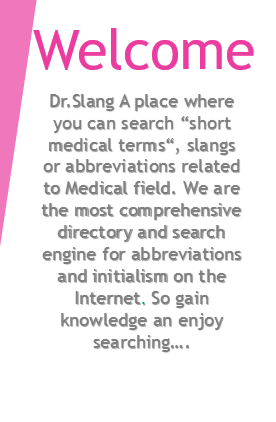 Welcome
Dr.Slang A place where
you can search “short
medical terms“, slangs
or abbreviations related
to Medical field. We are
the most comprehensive
directory and search
engine for abbreviations
and initialism on the
Internet. So gain
knowledge an enjoy
searching….